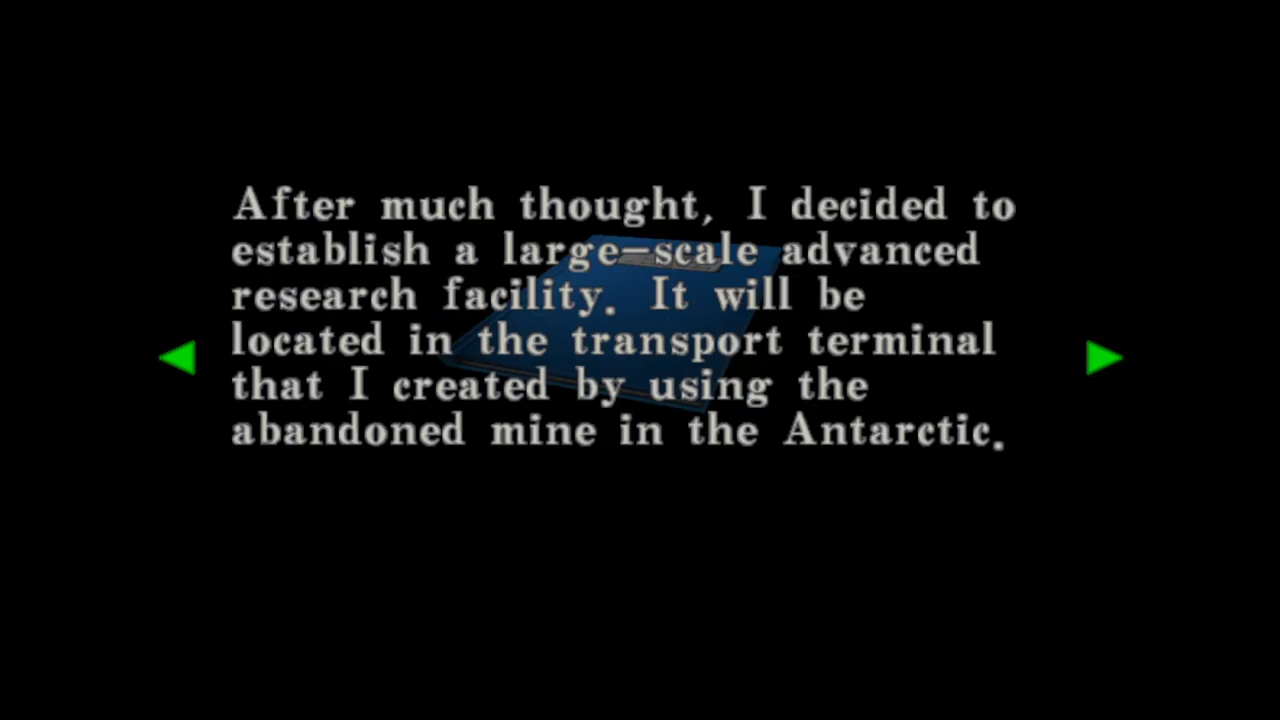 After much thought, I decided to
establish a large-scale advanced
research facility. It will be
located in the transport terminal
that I created by using the
abandoned mine in the Antarctic.